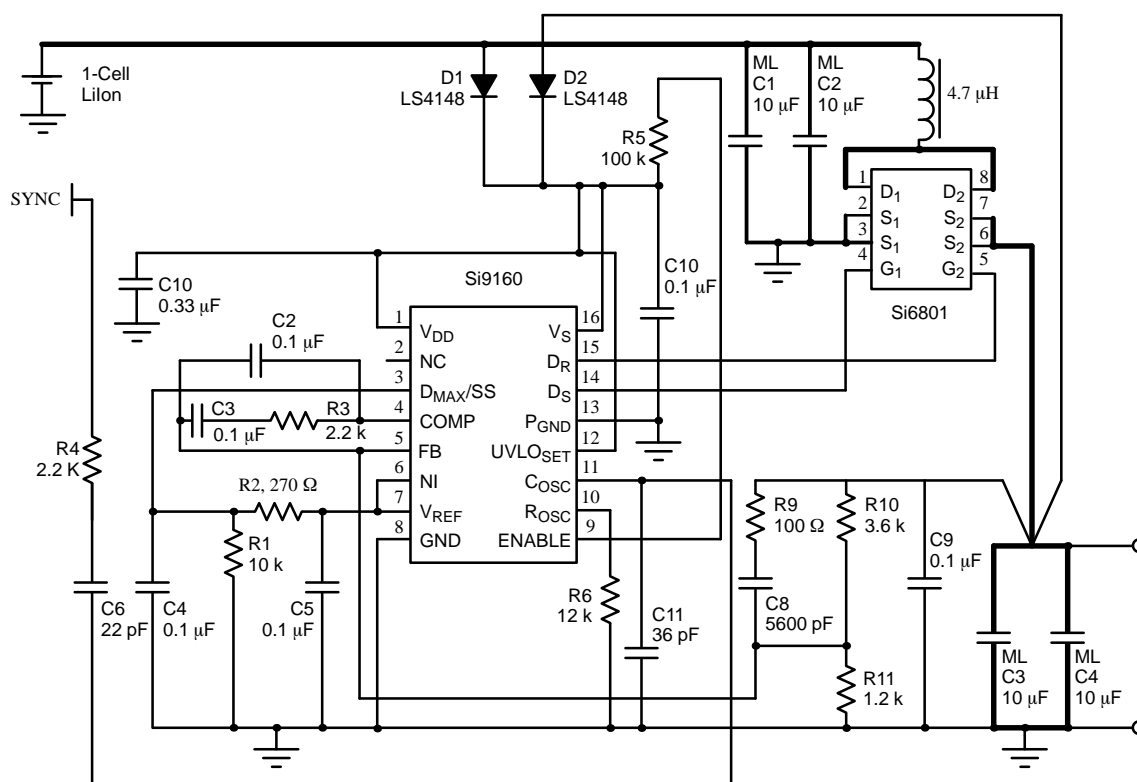 1-Cell
LiIon
D1
LS4148
D2
LS4148
ML
C1
10 µF
ML
C2
10 µF
4.7 µH
R5
100 k
SYNC
1
2
3
4
D1
S1
S1
G1
8
7
6
5
D2
S2
S2
G2
Si6801
C10
0.33 µF
Si9160
C10
0.1 µF
C2
0.1 µF
C3
0.1 µF
R3
2.2 k
1
2
3
4
5
6
7
8
VDD
NC
DMAX/SS
COMP
FB
NI
VREF
GND
16
15
14
13
12
11
10
9
VS
DR
DS
PGND
UVLOSET
COSC
ROSC
ENABLE
R4
2.2 K
R2, 270 Ω
R1
10 k
C6
22 pF
C4
0.1 µF
C5
0.1 µF
R6
12 k
C11
36 pF
R9
100 Ω
R10
3.6 k
C9
0.1 µF
C8
5600 pF
R11
1.2 k
ML
C3
10 µF
ML
C4
10 µF